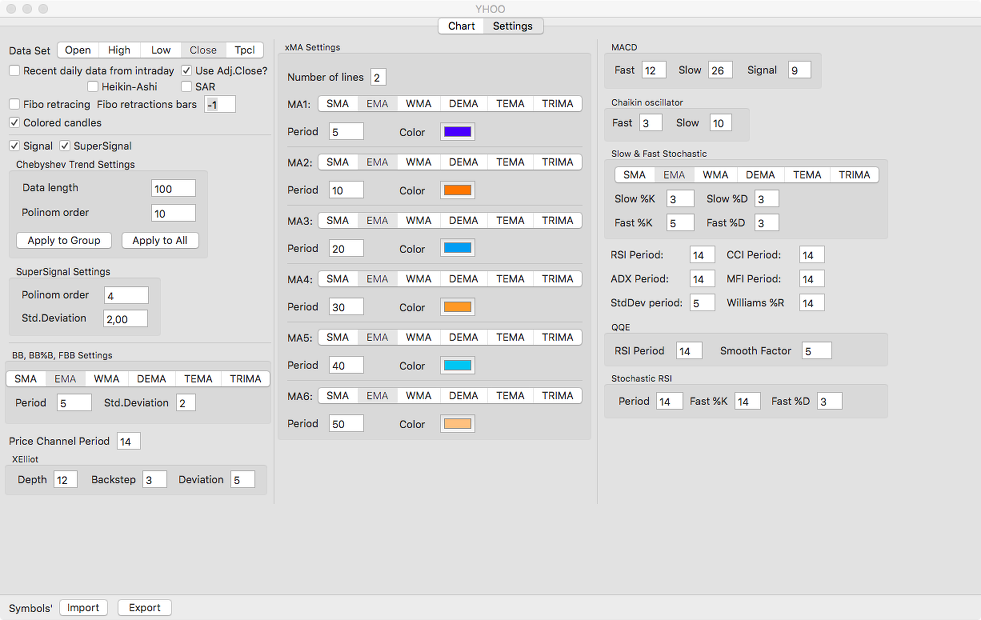 YHOO
Chart Settings
Data Set Open High Low Close Tpcl
Recent daily data from intraday Use Adj.Close?
Heikin-Ashi SAR
Fibo retracing Fibo retractions bars -1
Colored candles
Signal SuperSignal
Chebyshev Trend Settings
Data length 100
Polinom order 10
Apply to Group Apply to All
SuperSignal Settings
Polinom order 4
Std.Deviation 2,00
BB, BB%B, FBB Settings
SMA EMA WMA DEMA TEMA TRIMA
Period 5 Std.Deviation 2
Price Channel Period 14
XElliot
Depth 12 Backstep 3 Deviation 5
xMA Settings
Number of lines 2
MA1: SMA EMA WMA DEMA TEMA TRIMA
Period 5 Color
MA2: SMA EMA WMA DEMA TEMA TRIMA
Period 10 Color
MA3: SMA EMA WMA DEMA TEMA TRIMA
Period 20 Color
MA4: SMA EMA WMA DEMA TEMA TRIMA
Period 30 Color
MA5: SMA EMA WMA DEMA TEMA TRIMA
Period 40 Color
MA6: SMA EMA WMA DEMA TEMA TRIMA
Period 50 Color
MACD
Fast 12 Slow 26 Signal 9
Chaikin oscillator
Fast 3 Slow 10
Slow & Fast Stochastic
SMA EMA WMA DEMA TEMA TRIMA
Slow %K 3 Slow %D 3
Fast %K 5 Fast %D 3
RSI Period: 14 CCI Period: 14
ADX Period: 14 MFI Period: 14
StdDev period: 5 Williams %R 14
QQE
RSI Period 14 Smooth Factor 5
Stochastic RSI
Period 14 Fast %K 14 Fast %D 3
Symbols' Import Export